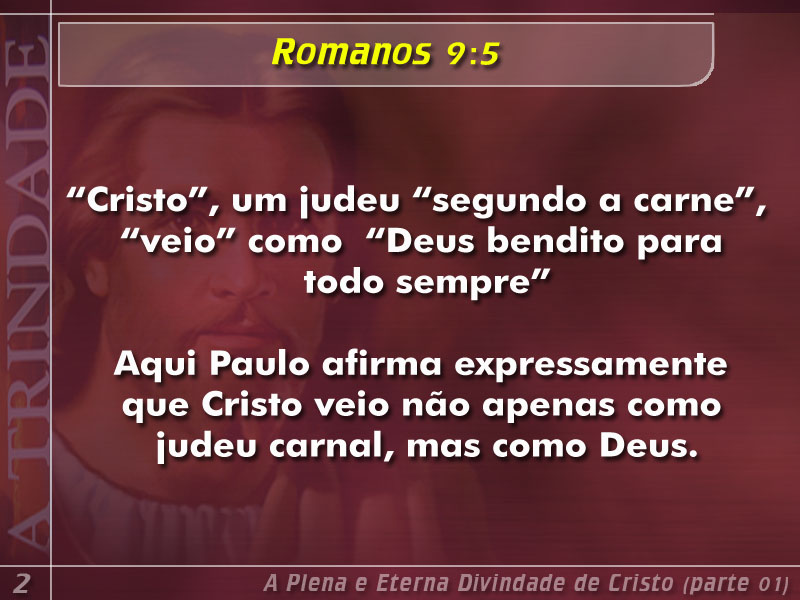 Romanos 9:5
A TRINDADE
“Cristo”, um judeu “segundo a carne”,
“veio” como “Deus bendito para
todo sempre”
Aqui Paulo afirma expressamente
que Cristo veio não apenas como
judeu carnal, mas como Deus.
2
A Plena e Eterna Divindade de Cristo (parte 01)